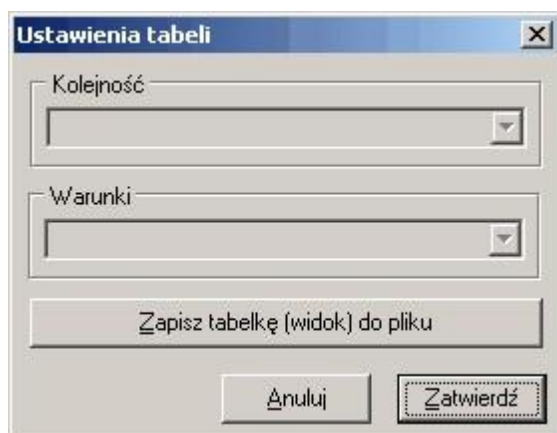 Ustawienia tabeli
Kolejność
Warunki
Zapisz tabelkę (widok) do pliku
Anuluj
Zatwierdź